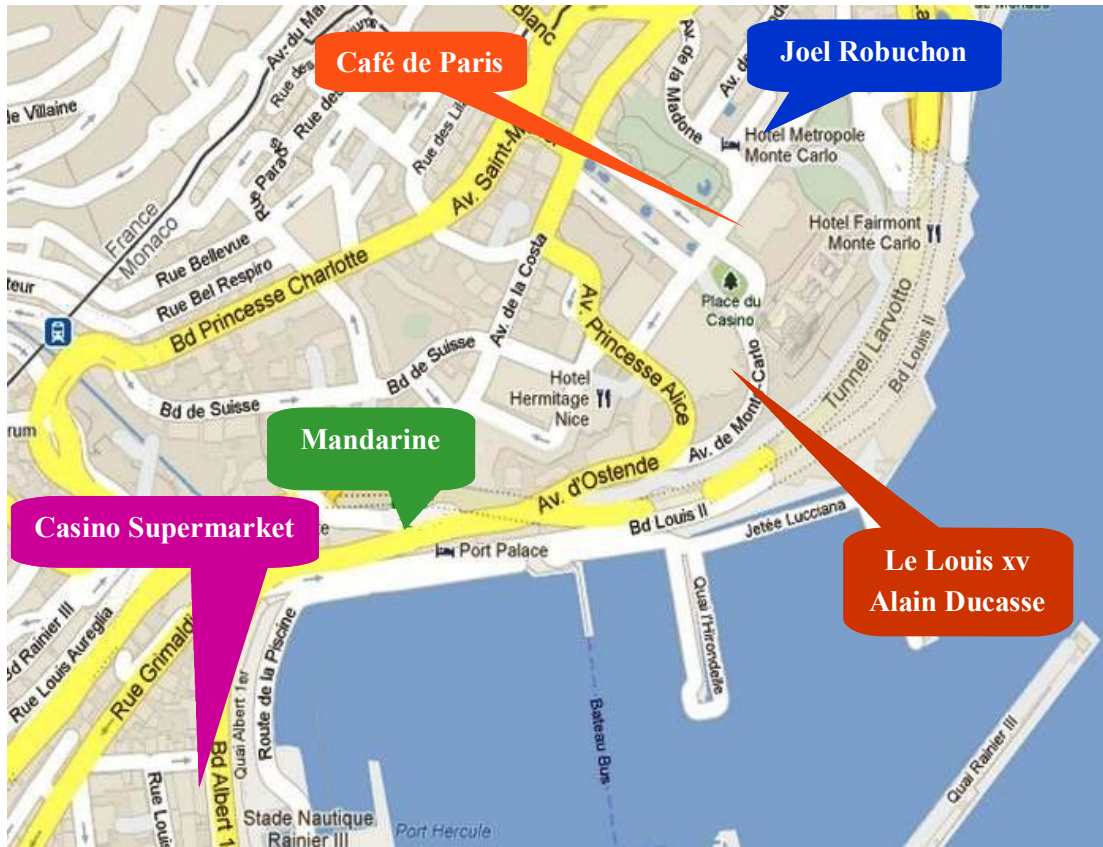 Café de Paris
Joel Robuchon
Mandarine
Casino Supermarket
Le Louis xv
Alain Ducasse
Av. de la Madone
Hotel Metropole
Monte Carlo
Hotel Fairmont
Monte Carlo
Rue des Lilas
Av. Saint-M
France
Monaco
Rue Bellevue
Rue Bel Respiro
Bd Princesse Charlotte
Av. de la Costa
Place du
Casino
Av. Princesse Alice
Bd de Suisse
Bd de Suisse
Hotel
Hermitage
Nice
Av. de Monte-Carlo
Tunnel Larvotto
Bd Louis II
Av. d'Ostende
Bd Louis II
Jetée Lucciana
Port Palace
Quai l'Hirondelle
Bd Rainier III
Rue Louis Aureglia
Rue Grimaldi
Route de la Piscine
Quai Albert 1er
Bd Albert 1
Rue Louis
Bateau Bus
Quai Rainier III
Stade Nautique
Rainier III
Port Hercule